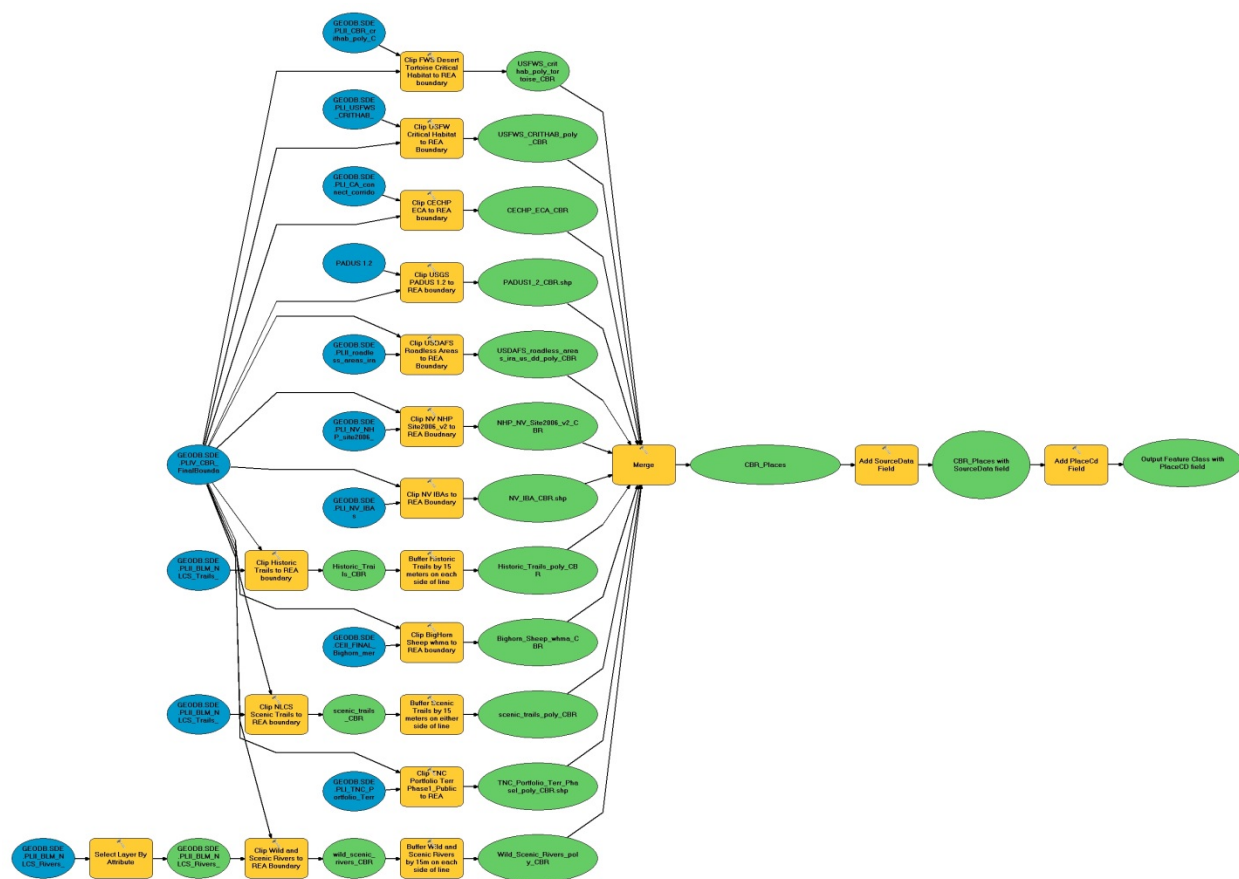 GEODB.SDE
.PLII_CBR_cr
ithab_poly_C
Clip FWS Desert
Tortoise Critical
Habitat to REA
boundary
USFWS_crit
hab_poly_tor
toise_CBR
GEODB.SDE
.PLI_USFWS
_CRITHAB_
Clip USFW
Critical Habitat
to REA
Boundary
USFWS_CRITHAB_poly
_CBR
GEODB.SDE
.PLI_CA_con
nect_corrido
Clip CECHP
ECA to REA
boundary
CECHP_ECA_CBR
PADUS 1.2
Clip USGS
PADUS 1.2 to
REA boundary
PADUS1_2_CBR.shp
GEODB.SDE
.PLII_roadle
ss_areas_ira
Clip USDAFS
Roadless Areas
to REA
Boundary
USDAFS_roadless_area
s_ira_us_dd_poly_CBR
GEODB.SDE
.PLI_NV_NH
P_site2006_
Clip NV NHP
Site2006_v2 to
REA Boudnary
NHP_NV_Site2006_v2_C
BR
GEODB.SDE
.PLIV_CBR_
FinalBounda
Merge
CBR_Places
Add SourceData
Field
CBR_Places with
SourceData field
Add PlaceCd
Field
Output Feature Class with
PlaceCD field
GEODB.SDE
.PLI_NV_IBA
s
Clip NV IBAs to
REA Boundary
NV_IBA_CBR.shp
GEODB.SDE
.PLII_BLM_N
LCS_Trails_
Clip Historic
Trails to REA
boundary
Historic_Trai
ls_CBR
Buffer Historic
Trails by 15
meters on each
side of line
Historic_Trails_poly_CB
R
GEODB.SDE
.CEII_FINAL_
Bighorn_mer
Clip BigHorn
Sheep whma to
REA boundary
Bighorn_Sheep_whma_C
BR
GEODB.SDE
.PLII_BLM_N
LCS_Trails_
Clip NLCS
Scenic Trails to
REA boundary
scenic_trails
_CBR
Buffer Scenic
Trails by 15
meters on either
side of line
scenic_trails_poly_CBR
GEODB.SDE
.PLI_TNC_P
ortfolio_Terr
Clip TNC
Portfolio Terr
Phase1_Public
to REA
TNC_Portfolio_Terr_Pha
seI_poly_CBR.shp
GEODB.SDE
.PLII_BLM_N
LCS_Rivers_
Select Layer By
Attribute
GEODB.SDE
.PLII_BLM_N
LCS_Rivers_
Clip Wild and
Scenic Rivers to
REA Boundary
wild_scenic_
rivers_CBR
Buffer Wild and
Scenic Rivers
by 15m on each
side of line
Wild_Scenic_Rivers_pol
y_CBR